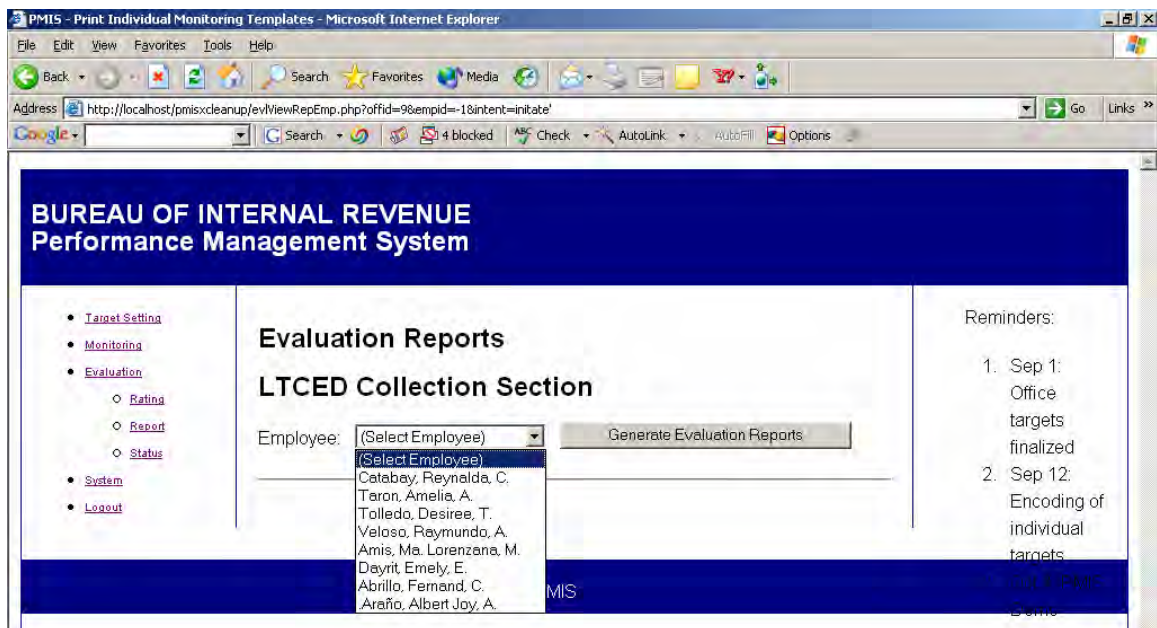 PMIS - Print Individual Monitoring Templates - Microsoft Internet Explorer
File Edit View Favorites Tools Help
Back Search Favorites Media
Address http://localhost/pmisxcleanup/evlViewRepEmp.php?offid=9&empid=-1&intent=initate' Go Links »
Google Search 4 blocked ABC Check AutoLink AutoFill Options
BUREAU OF INTERNAL REVENUE
Performance Management System
Target Setting
Monitoring
Evaluation
Rating
Report
Status
System
Logout
Evaluation Reports
LTCED Collection Section
Employee: (Select Employee) Generate Evaluation Reports
(Select Employee)
Catabay, Reynalda, C.
Taron, Amelia, A.
Tolledo, Desiree, T.
Veloso, Raymundo, A.
Amis, Ma. Lorenzana, M.
Dayrit, Emely, E.
Abrillo, Fernand, C.
Araño, Albert Joy, A.
MIS
Reminders:
1. Sep 1:
Office
targets
finalized
2. Sep 12:
Encoding of
individual
targets